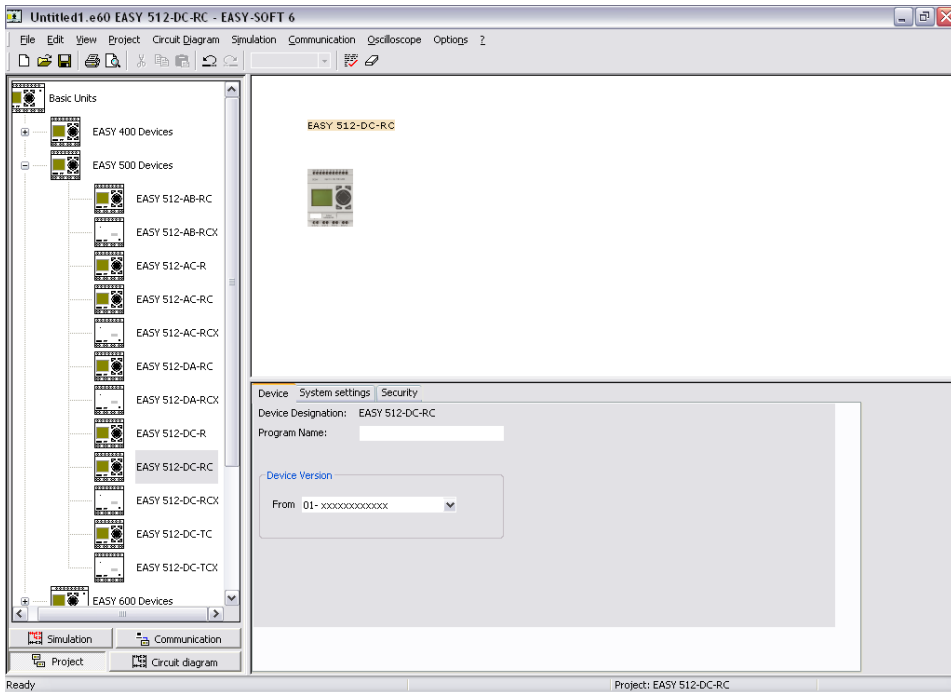 Untitled1.e60 EASY 512-DC-RC - EASY-SOFT 6
File Edit View Project Circuit Diagram Simulation Communication Oscilloscope Options ?
Basic Units
EASY 400 Devices
EASY 500 Devices
EASY 512-AB-RC
EASY 512-AB-RCX
EASY 512-AC-R
EASY 512-AC-RC
EASY 512-AC-RCX
EASY 512-DA-RC
EASY 512-DA-RCX
EASY 512-DC-R
EASY 512-DC-RC
EASY 512-DC-RCX
EASY 512-DC-TC
EASY 512-DC-TCX
EASY 600 Devices
Simulation Communication
Project Circuit diagram
EASY 512-DC-RC
Device System settings Security
Device Designation: EASY 512-DC-RC
Program Name:
Device Version
From 01- xxxxxxxxxxxx
Ready Project: EASY 512-DC-RC